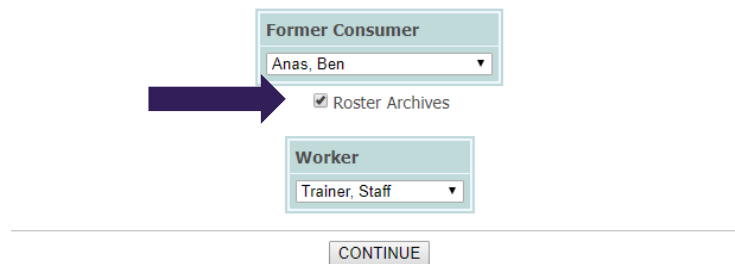 Former Consumer
Anas, Ben
Roster Archives
Worker
Trainer, Staff
CONTINUE